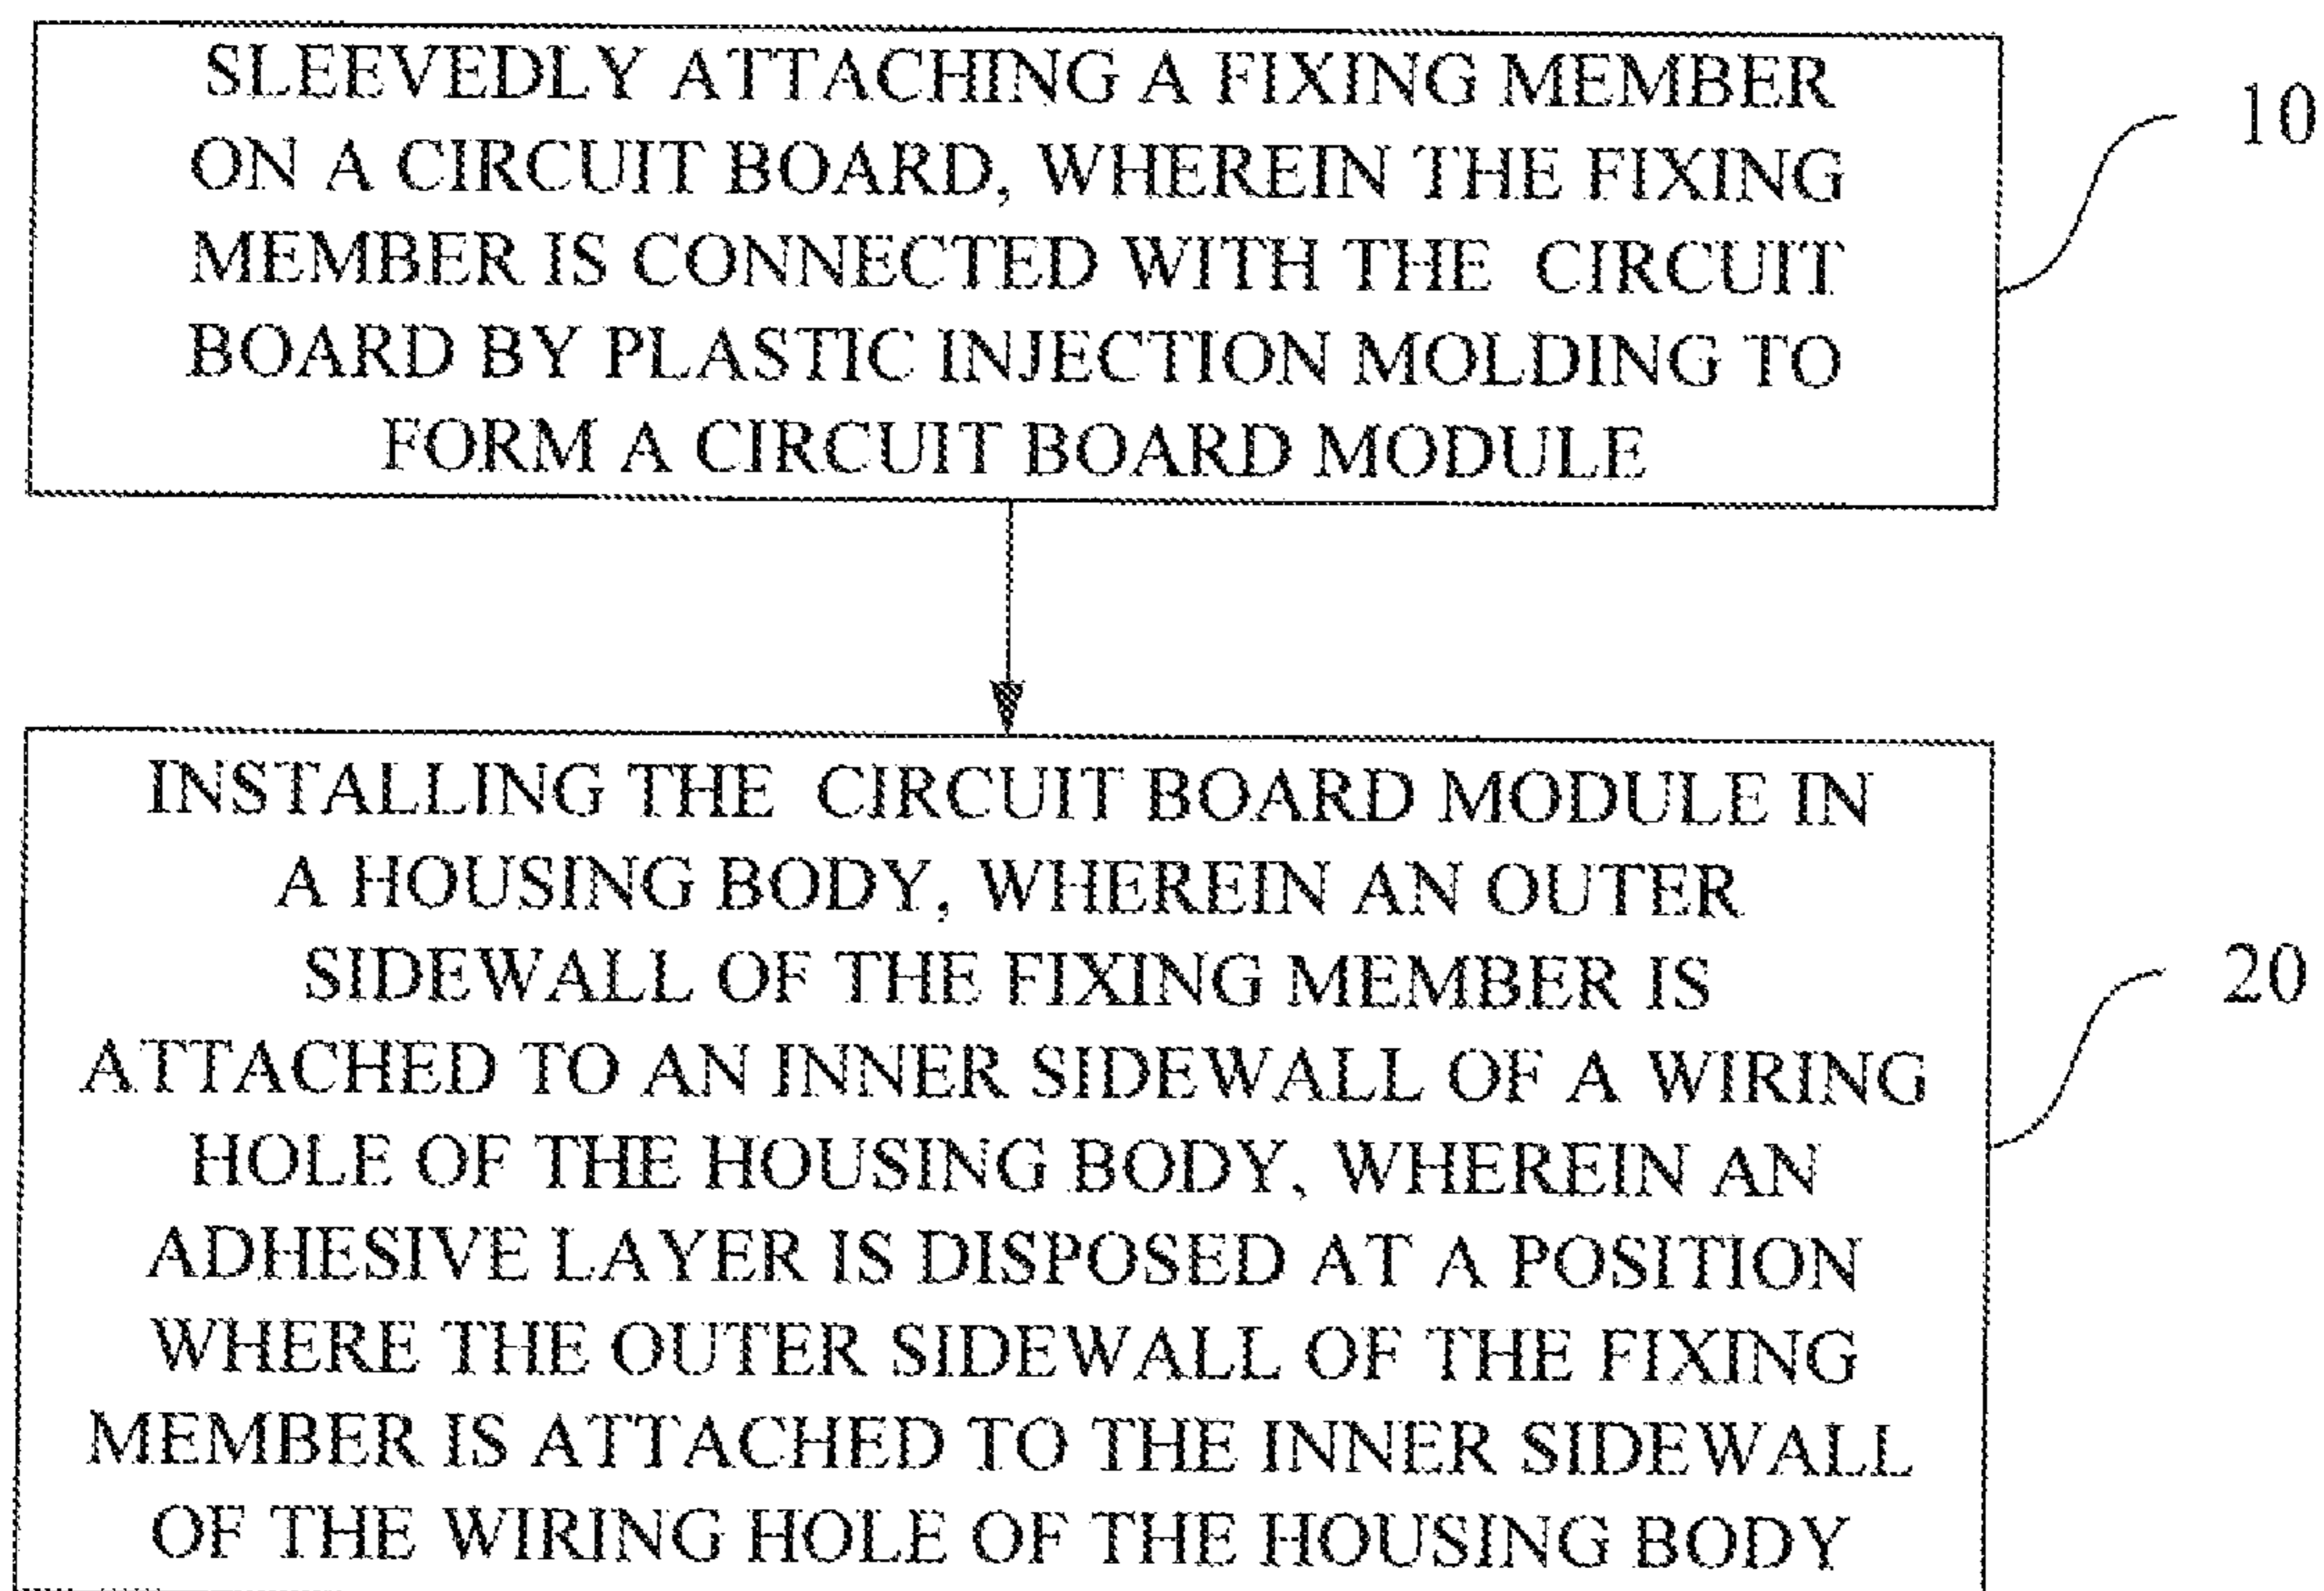 SLEEVEDLY ATTACHING A FIXING MEMBER
ON A CIRCUIT BOARD, WHEREIN THE FIXING
MEMBER IS CONNECTED WITH THE CIRCUIT
BOARD BY PLASTIC INJECTION MOLDING TO
FORM A CIRCUIT BOARD MODULE
10
INSTALLING THE CIRCUIT BOARD MODULE IN
A HOUSING BODY, WHEREIN AN OUTER
SIDEWALL OF THE FIXING MEMBER IS
ATTACHED TO AN INNER SIDEWALL OF A WIRING
HOLE OF THE HOUSING BODY, WHEREIN AN
ADHESIVE LAYER IS DISPOSED AT A POSITION
WHERE THE OUTER SIDEWALL OF THE FIXING
MEMBER IS ATTACHED TO THE INNER SIDEWALL
OF THE WIRING HOLE OF THE HOUSING BODY
20